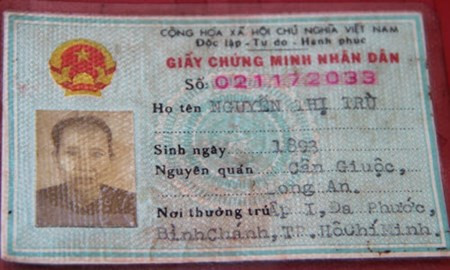 CỘNG HÒA XÃ HỘI CHỦ NGHĨA VIỆT NAM
Độc lập - Tự do - Hạnh phúc
GIẤY CHỨNG MINH NHÂN DÂN
Số: 021172033
Họ tên NGUYỄN THỊ TRÙ
Sinh ngày 1893
Nguyên quán Cần Giuộc,
Long An.
Nơi thường trú ấp I, Đa Phước,
Bình Chánh, TP. Hồ Chí Minh.